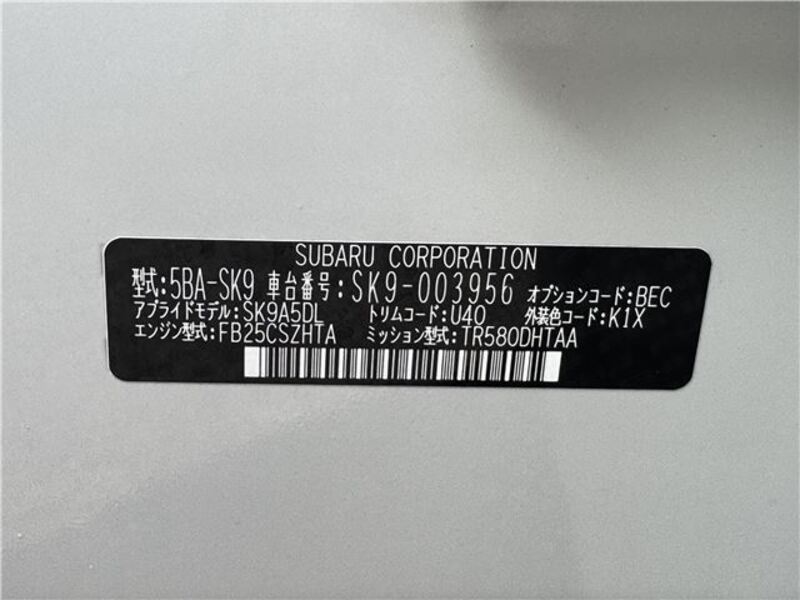 SUBARU CORPORATION
型式:5BA-SK9 車台番号:SK9-003956 オプションコード:BEC
アプライドモデル:SK9A5DL トリムコード:U40 外装色コード:K1X
エンジン型式:FB25CSZHTA ミッション型式:TR580DHTAA